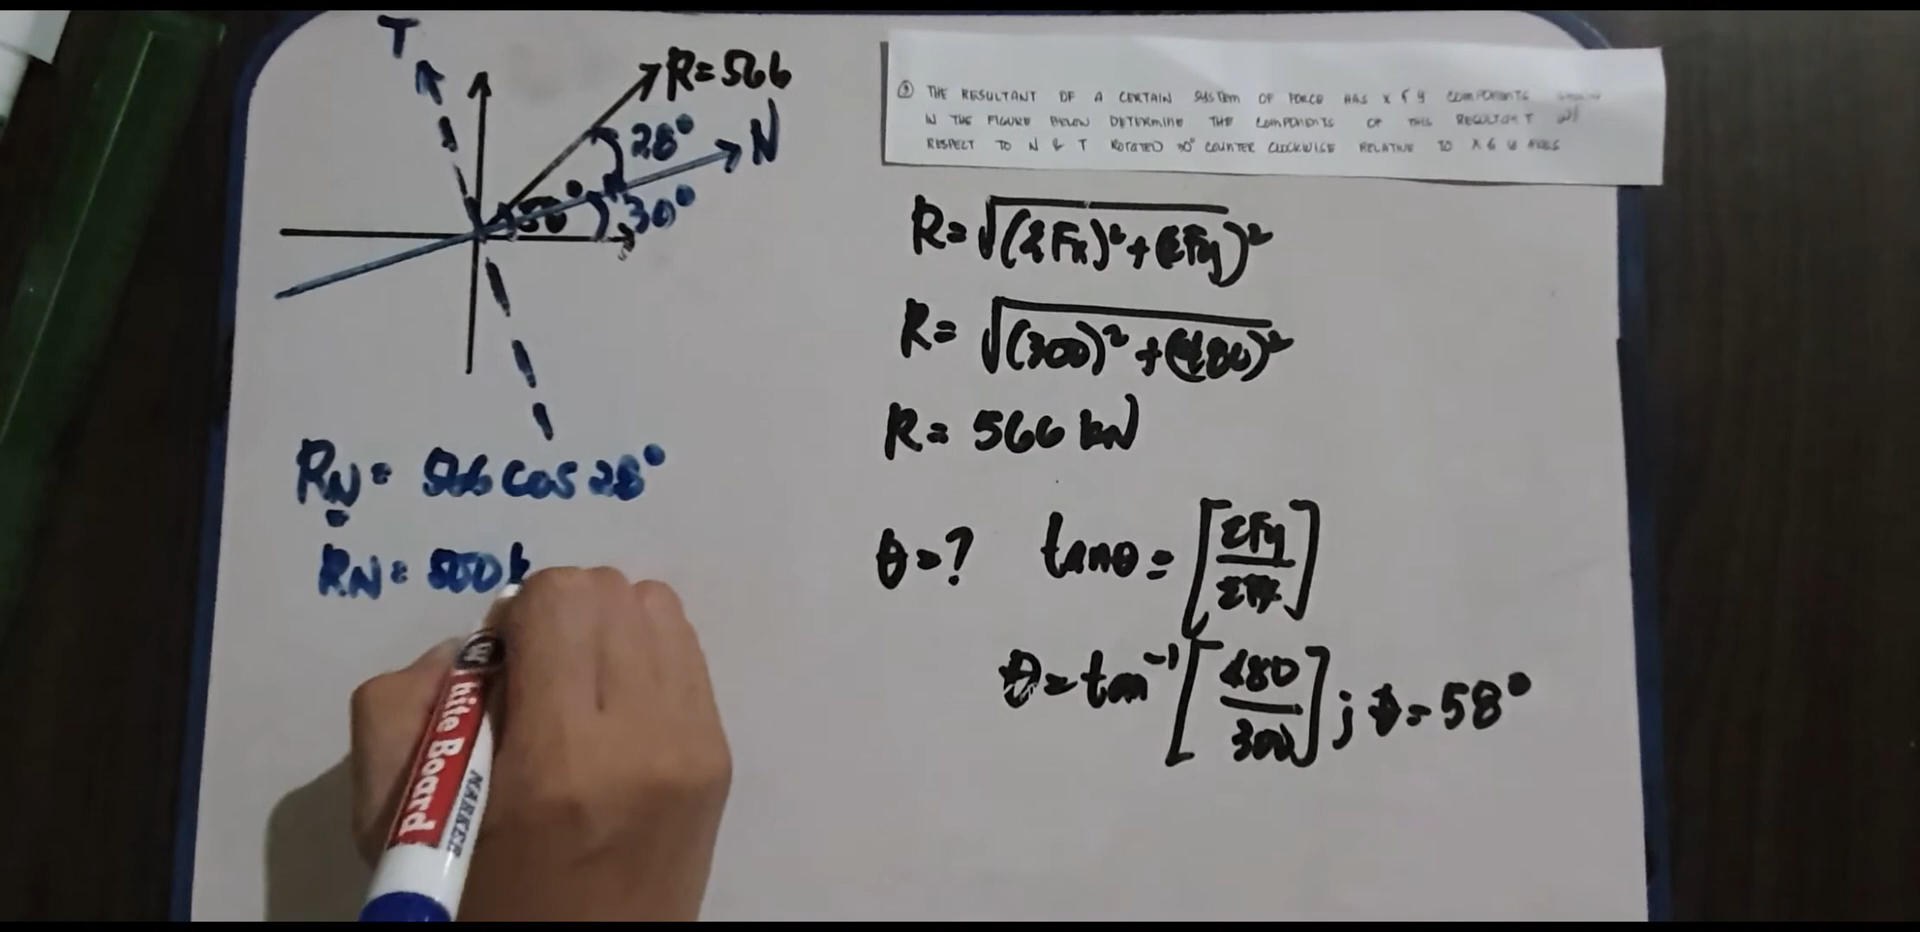 T
R=566
N
28°
58°
30°
③ THE RESULTANT OF A CERTAIN SYSTEM OF FORCE HAS X & Y COMPONENTS SHOWN
IN THE FIGURE BELOW DETERMINE THE COMPONENTS OF THIS RESULTANT W/
RESPECT TO N & T ROTATED 30° COUNTER CLOCKWISE RELATIVE TO X & Y AXES
R=√(ΣFx)²+(ΣFy)²
R=√(300)²+(480)²
R= 566 kN
θ=? tanθ=[ΣFy/ΣFx]
θ=tan⁻¹[480/300]; θ=58°
RN= 566 cos 28°
RN= 500 k
White Board
MARKER